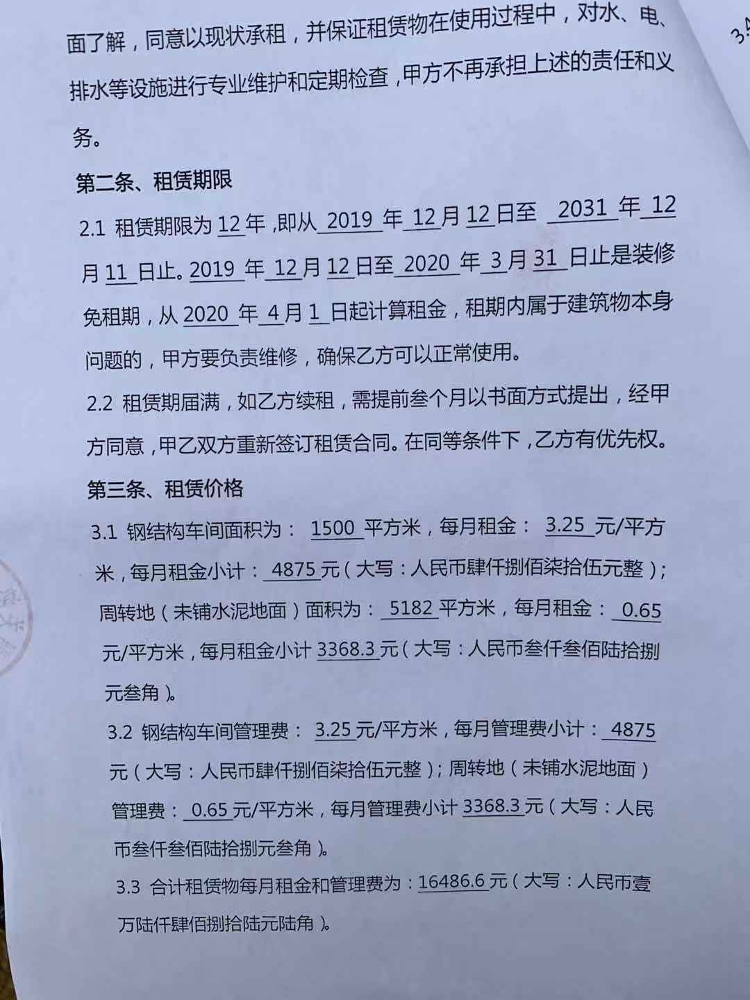 面了解，同意以现状承租，并保证租赁物在使用过程中，对水、电、
排水等设施进行专业维护和定期检查，甲方不再承担上述的责任和义
务。
第二条、租赁期限
2.1 租赁期限为 12 年，即从 2019 年 12 月 12 日至 2031 年 12
月 11 日止。2019 年 12 月 12 日至 2020 年 3 月 31 日止是装修
免租期，从 2020 年 4 月 1 日起计算租金，租期内属于建筑物本身
问题的，甲方要负责维修，确保乙方可以正常使用。
2.2 租赁期届满，如乙方续租，需提前叁个月以书面方式提出，经甲
方同意，甲乙双方重新签订租赁合同。在同等条件下，乙方有优先权。
第三条、租赁价格
3.1 钢结构车间面积为： 1500 平方米，每月租金： 3.25 元/平方
米，每月租金小计： 4875 元（大写：人民币肆仟捌佰柒拾伍元整）；
周转地（未铺水泥地面）面积为： 5182 平方米，每月租金： 0.65
元/平方米，每月租金小计 3368.3 元（大写：人民币叁仟叁佰陆拾捌
元叁角）。
3.2 钢结构车间管理费： 3.25 元/平方米，每月管理费小计： 4875
元（大写：人民币肆仟捌佰柒拾伍元整）；周转地（未铺水泥地面）
管理费： 0.65 元/平方米，每月管理费小计 3368.3 元（大写：人民
币叁仟叁佰陆拾捌元叁角）。
3.3 合计租赁物每月租金和管理费为：16486.6 元（大写：人民币壹
万陆仟肆佰捌拾陆元陆角）。